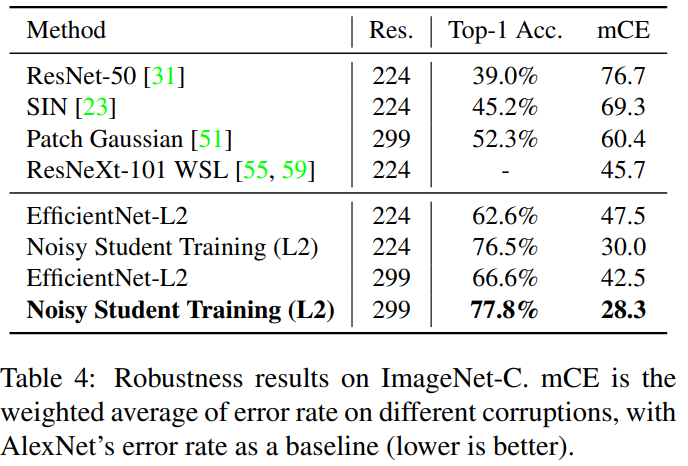 Method Res. Top-1 Acc. mCE
ResNet-50 [31] 224 39.0% 76.7
SIN [23] 224 45.2% 69.3
Patch Gaussian [51] 299 52.3% 60.4
ResNeXt-101 WSL [55, 59] 224 - 45.7
EfficientNet-L2 224 62.6% 47.5
Noisy Student Training (L2) 224 76.5% 30.0
EfficientNet-L2 299 66.6% 42.5
Noisy Student Training (L2) 299 77.8% 28.3
Table 4: Robustness results on ImageNet-C. mCE is the
weighted average of error rate on different corruptions, with
AlexNet's error rate as a baseline (lower is better).